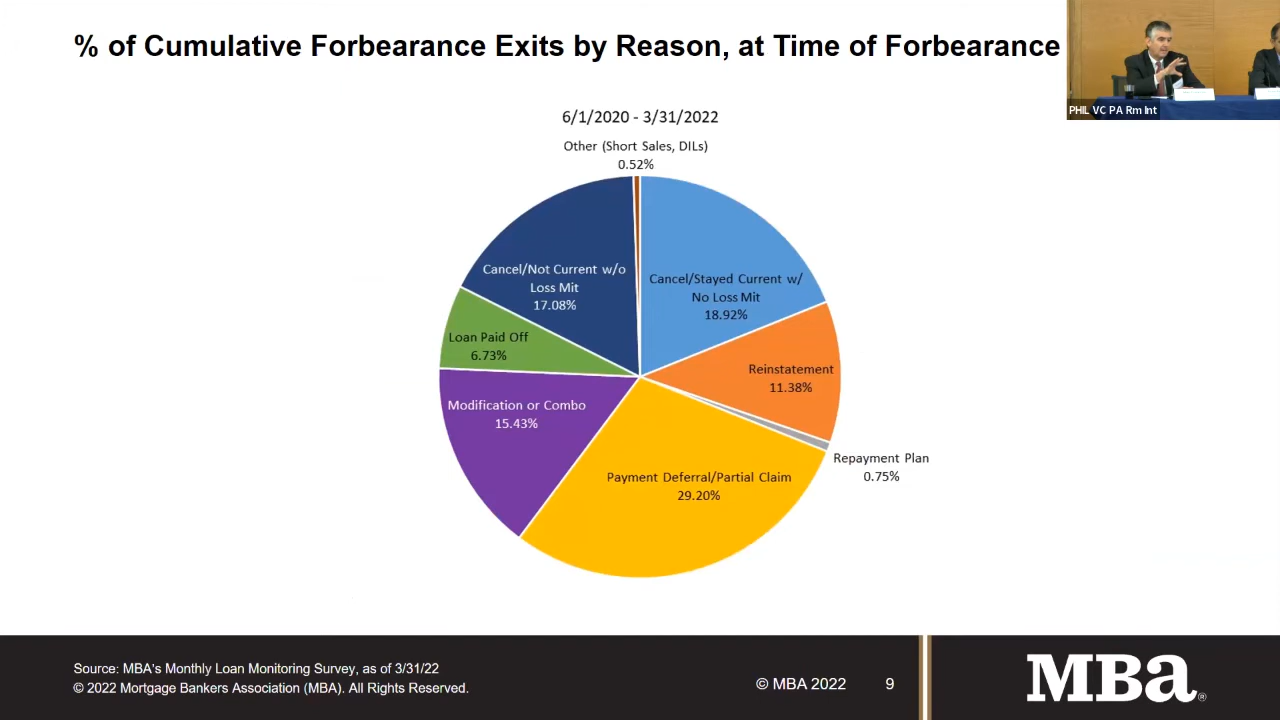 % of Cumulative Forbearance Exits by Reason, at Time of Forbearance
PHIL VC PA Rm Int
6/1/2020 - 3/31/2022
Other (Short Sales, DILs)
0.52%
Cancel/Not Current w/o
Loss Mit
17.08%
Cancel/Stayed Current w/
No Loss Mit
18.92%
Loan Paid Off
6.73%
Reinstatement
11.38%
Modification or Combo
15.43%
Repayment Plan
0.75%
Payment Deferral/Partial Claim
29.20%
Source: MBA's Monthly Loan Monitoring Survey, as of 3/31/22
© 2022 Mortgage Bankers Association (MBA). All Rights Reserved.
© MBA 2022 9
MBa®